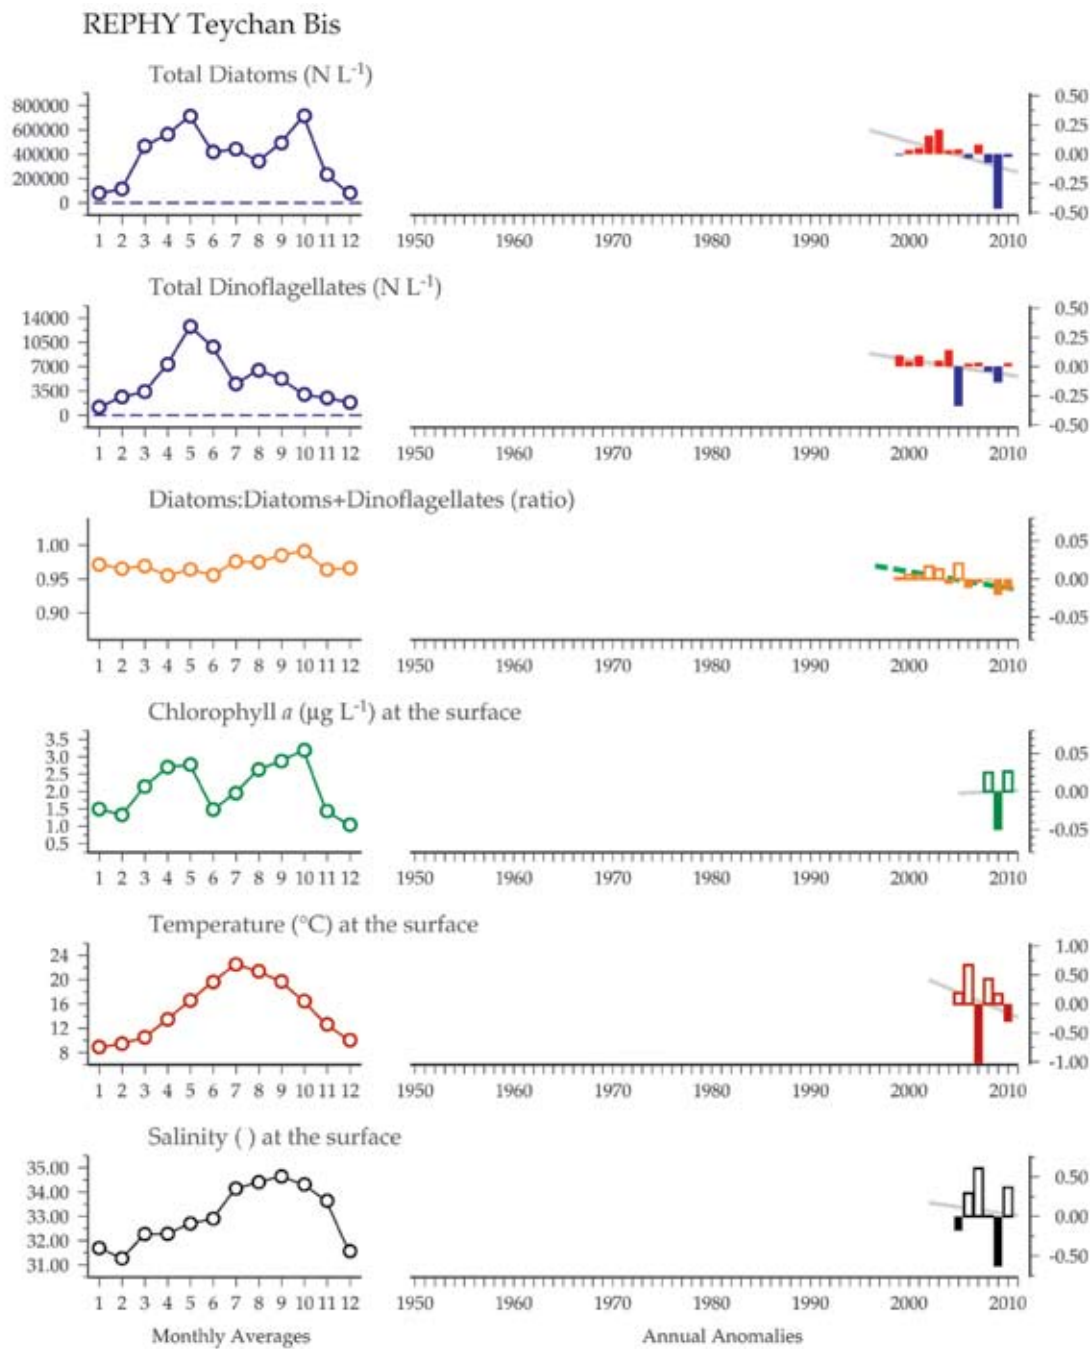 REPHY Teychan Bis
Total Diatoms (N L⁻¹)
800000
600000
400000
200000
0
1 2 3 4 5 6 7 8 9 10 11 12
1950 1960 1970 1980 1990 2000 2010
0.50
0.25
0.00
-0.25
-0.50
Total Dinoflagellates (N L⁻¹)
14000
10500
7000
3500
0
1 2 3 4 5 6 7 8 9 10 11 12
1950 1960 1970 1980 1990 2000 2010
0.50
0.25
0.00
-0.25
-0.50
Diatoms:Diatoms+Dinoflagellates (ratio)
1.00
0.95
0.90
1 2 3 4 5 6 7 8 9 10 11 12
1950 1960 1970 1980 1990 2000 2010
0.05
0.00
-0.05
Chlorophyll a (µg L⁻¹) at the surface
3.5
3.0
2.5
2.0
1.5
1.0
0.5
1 2 3 4 5 6 7 8 9 10 11 12
1950 1960 1970 1980 1990 2000 2010
0.05
0.00
-0.05
Temperature (°C) at the surface
24
20
16
12
8
1 2 3 4 5 6 7 8 9 10 11 12
1950 1960 1970 1980 1990 2000 2010
1.00
0.50
0.00
-0.50
-1.00
Salinity ( ) at the surface
35.00
34.00
33.00
32.00
31.00
1 2 3 4 5 6 7 8 9 10 11 12
1950 1960 1970 1980 1990 2000 2010
0.50
0.00
-0.50
Monthly Averages
Annual Anomalies